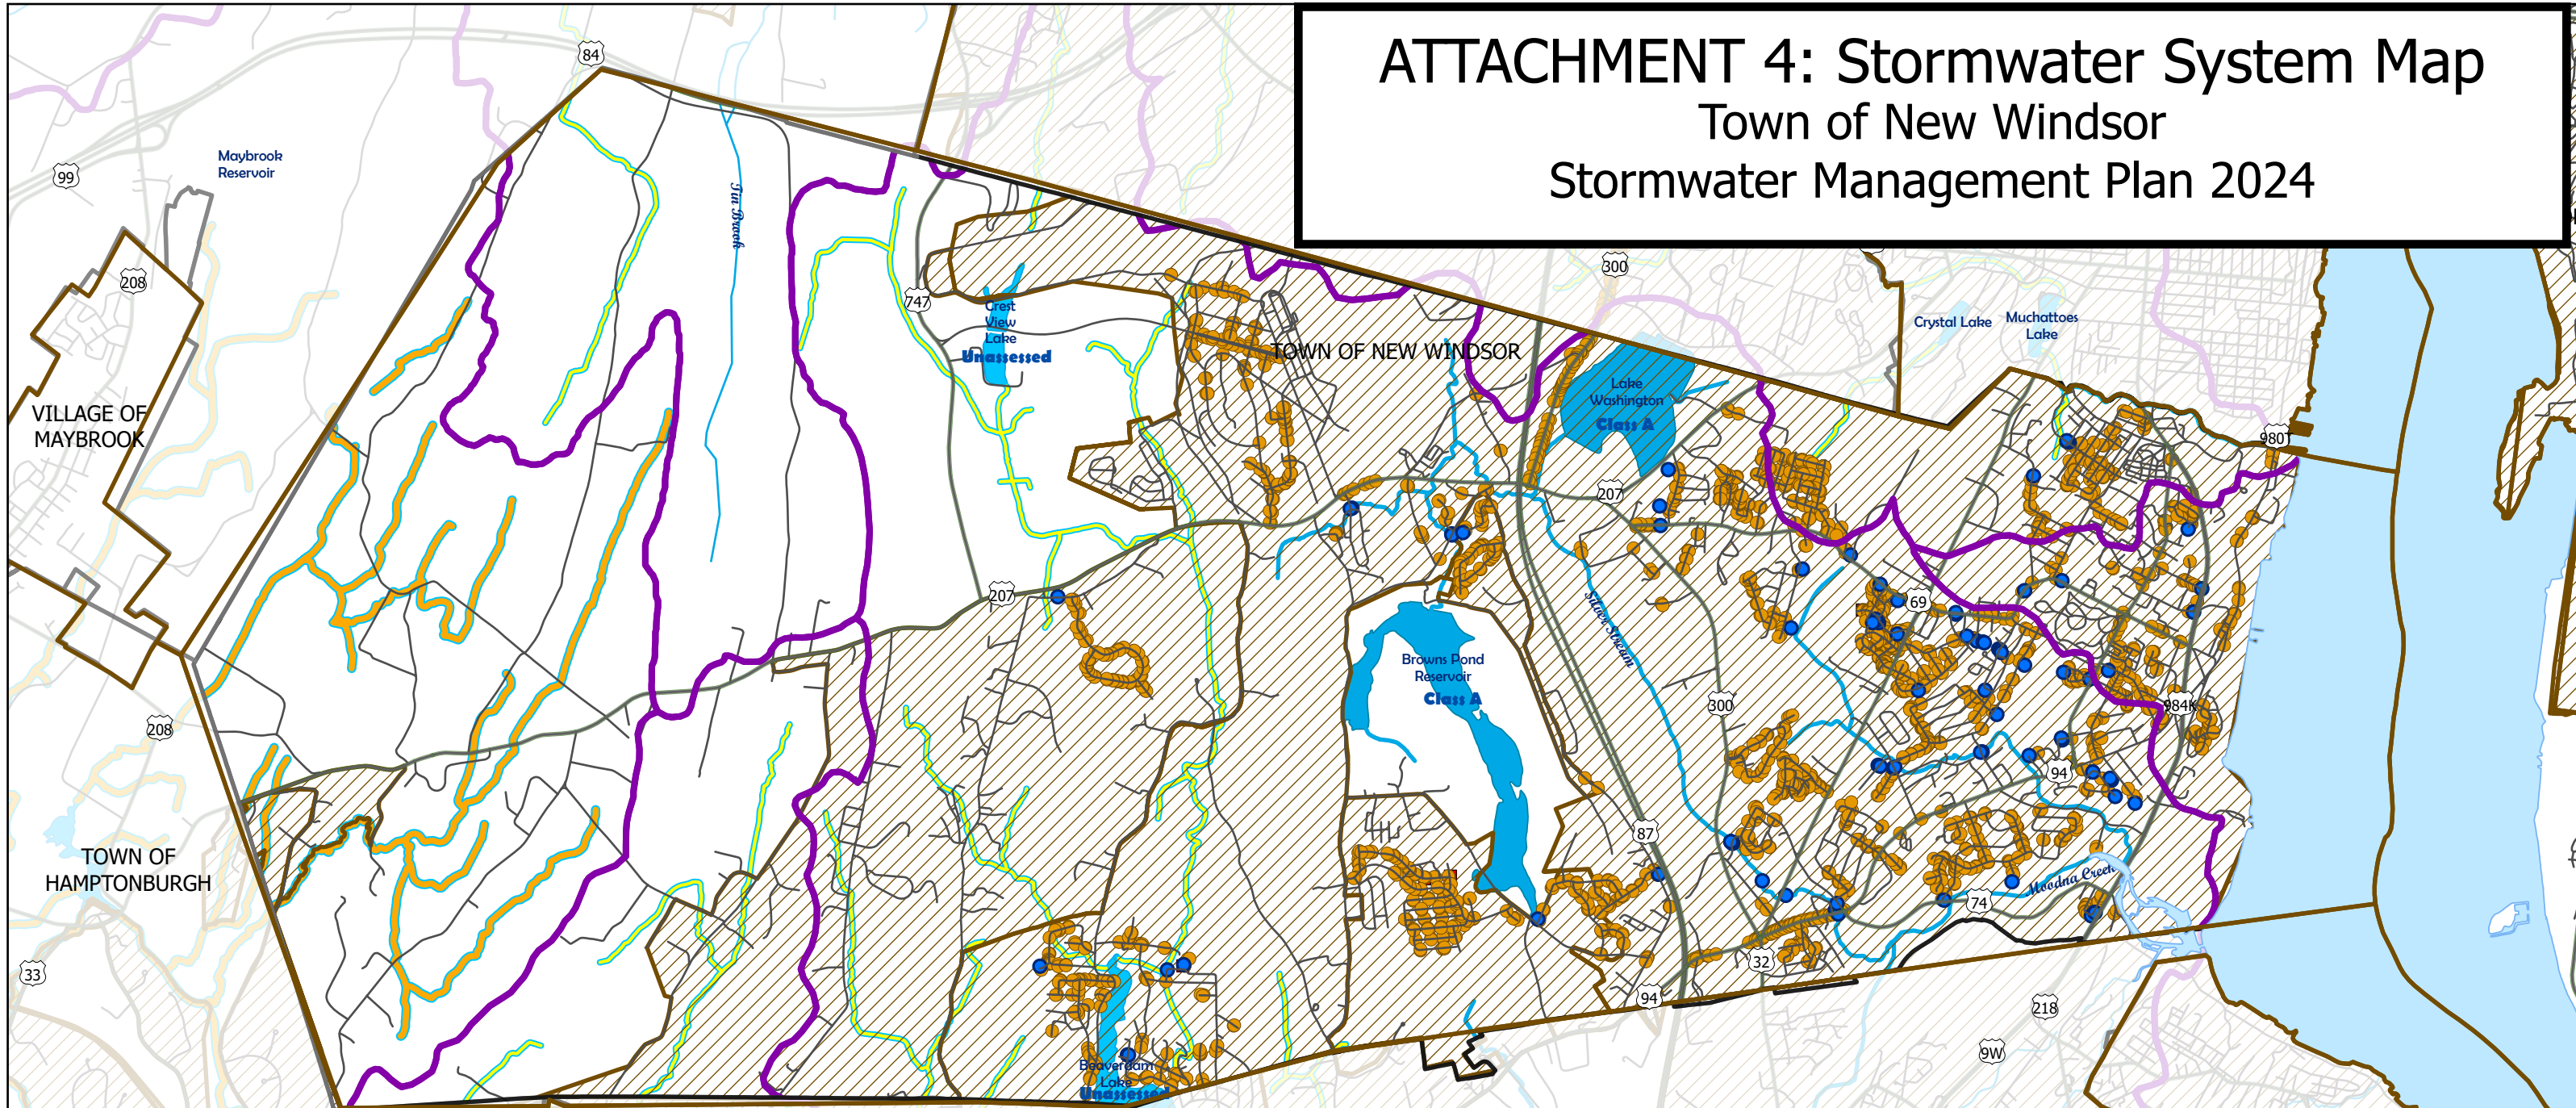 ATTACHMENT 4: Stormwater System Map
Town of New Windsor
Stormwater Management Plan 2024
84
99
Maybrook
Reservoir
208
VILLAGE OF
MAYBROOK
208
TOWN OF
HAMPTONBURGH
33
Tin Brook
747
Crest
View
Lake
Unassessed
207
TOWN OF NEW WINDSOR
300
Lake
Washington
Class A
207
Crystal Lake
Muchattoes
Lake
980T
Silver Stream
69
Browns Pond
Reservoir
Class A
300
984K
94
87
Moodna Creek
74
32
94
218
9W
Beaverdam
Lake
Unassessed